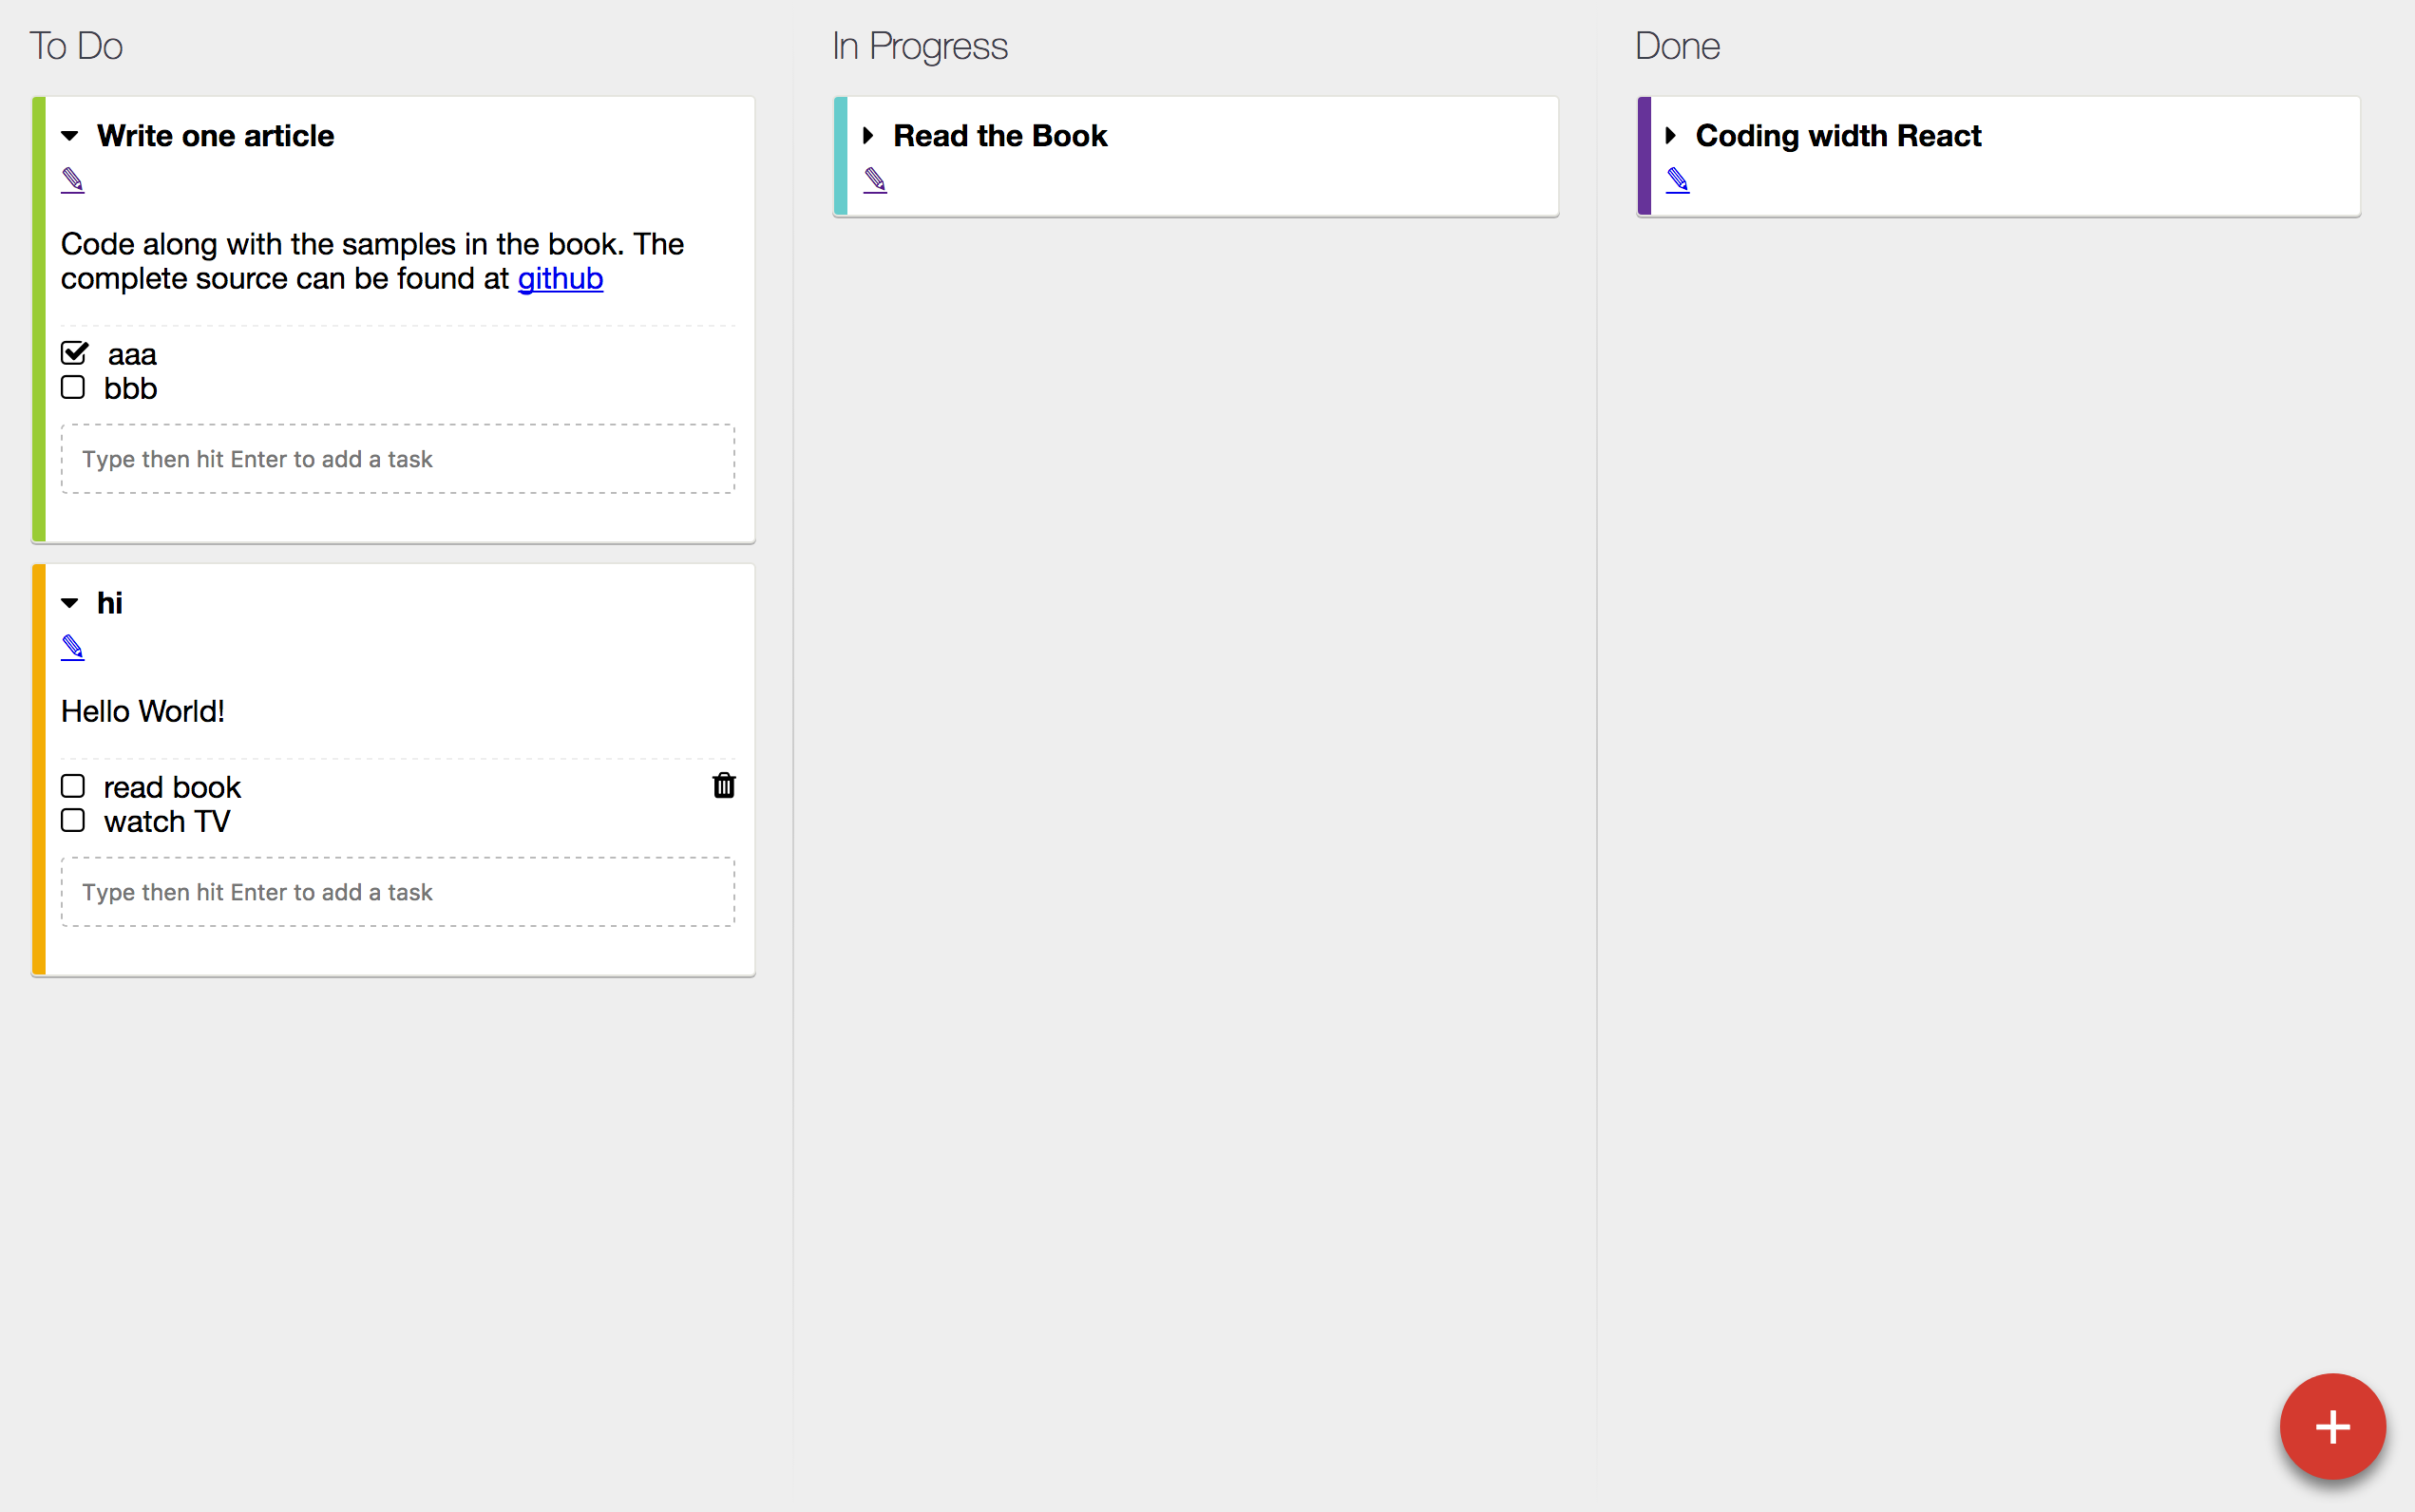 To Do
Write one article
Code along with the samples in the book. The
complete source can be found at github
aaa
bbb
Type then hit Enter to add a task
hi
Hello World!
read book
watch TV
Type then hit Enter to add a task
In Progress
Read the Book
Done
Coding width React